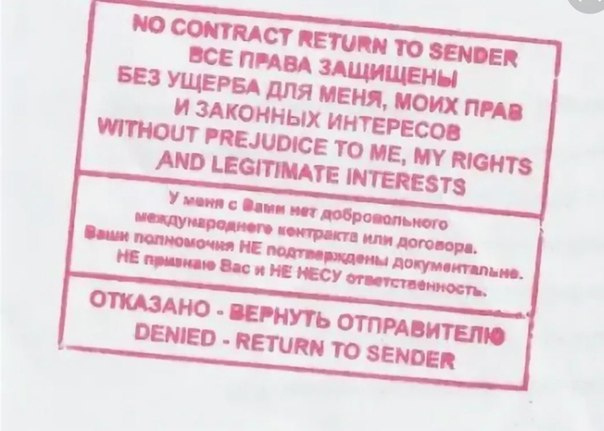 NO CONTRACT RETURN TO SENDER
ВСЕ ПРАВА ЗАЩИЩЕНЫ
БЕЗ УЩЕРБА ДЛЯ МЕНЯ, МОИХ ПРАВ
И ЗАКОННЫХ ИНТЕРЕСОВ
WITHOUT PREJUDICE TO ME, MY RIGHTS
AND LEGITIMATE INTERESTS
У меня с Вами нет добровольного
международнего контракта или договора.
Ваши полномочия НЕ подтверждены документально.
НЕ признаю Вас и НЕ НЕСУ ответственность.
ОТКАЗАНО - ВЕРНУТЬ ОТПРАВИТЕЛЮ
DENIED - RETURN TO SENDER